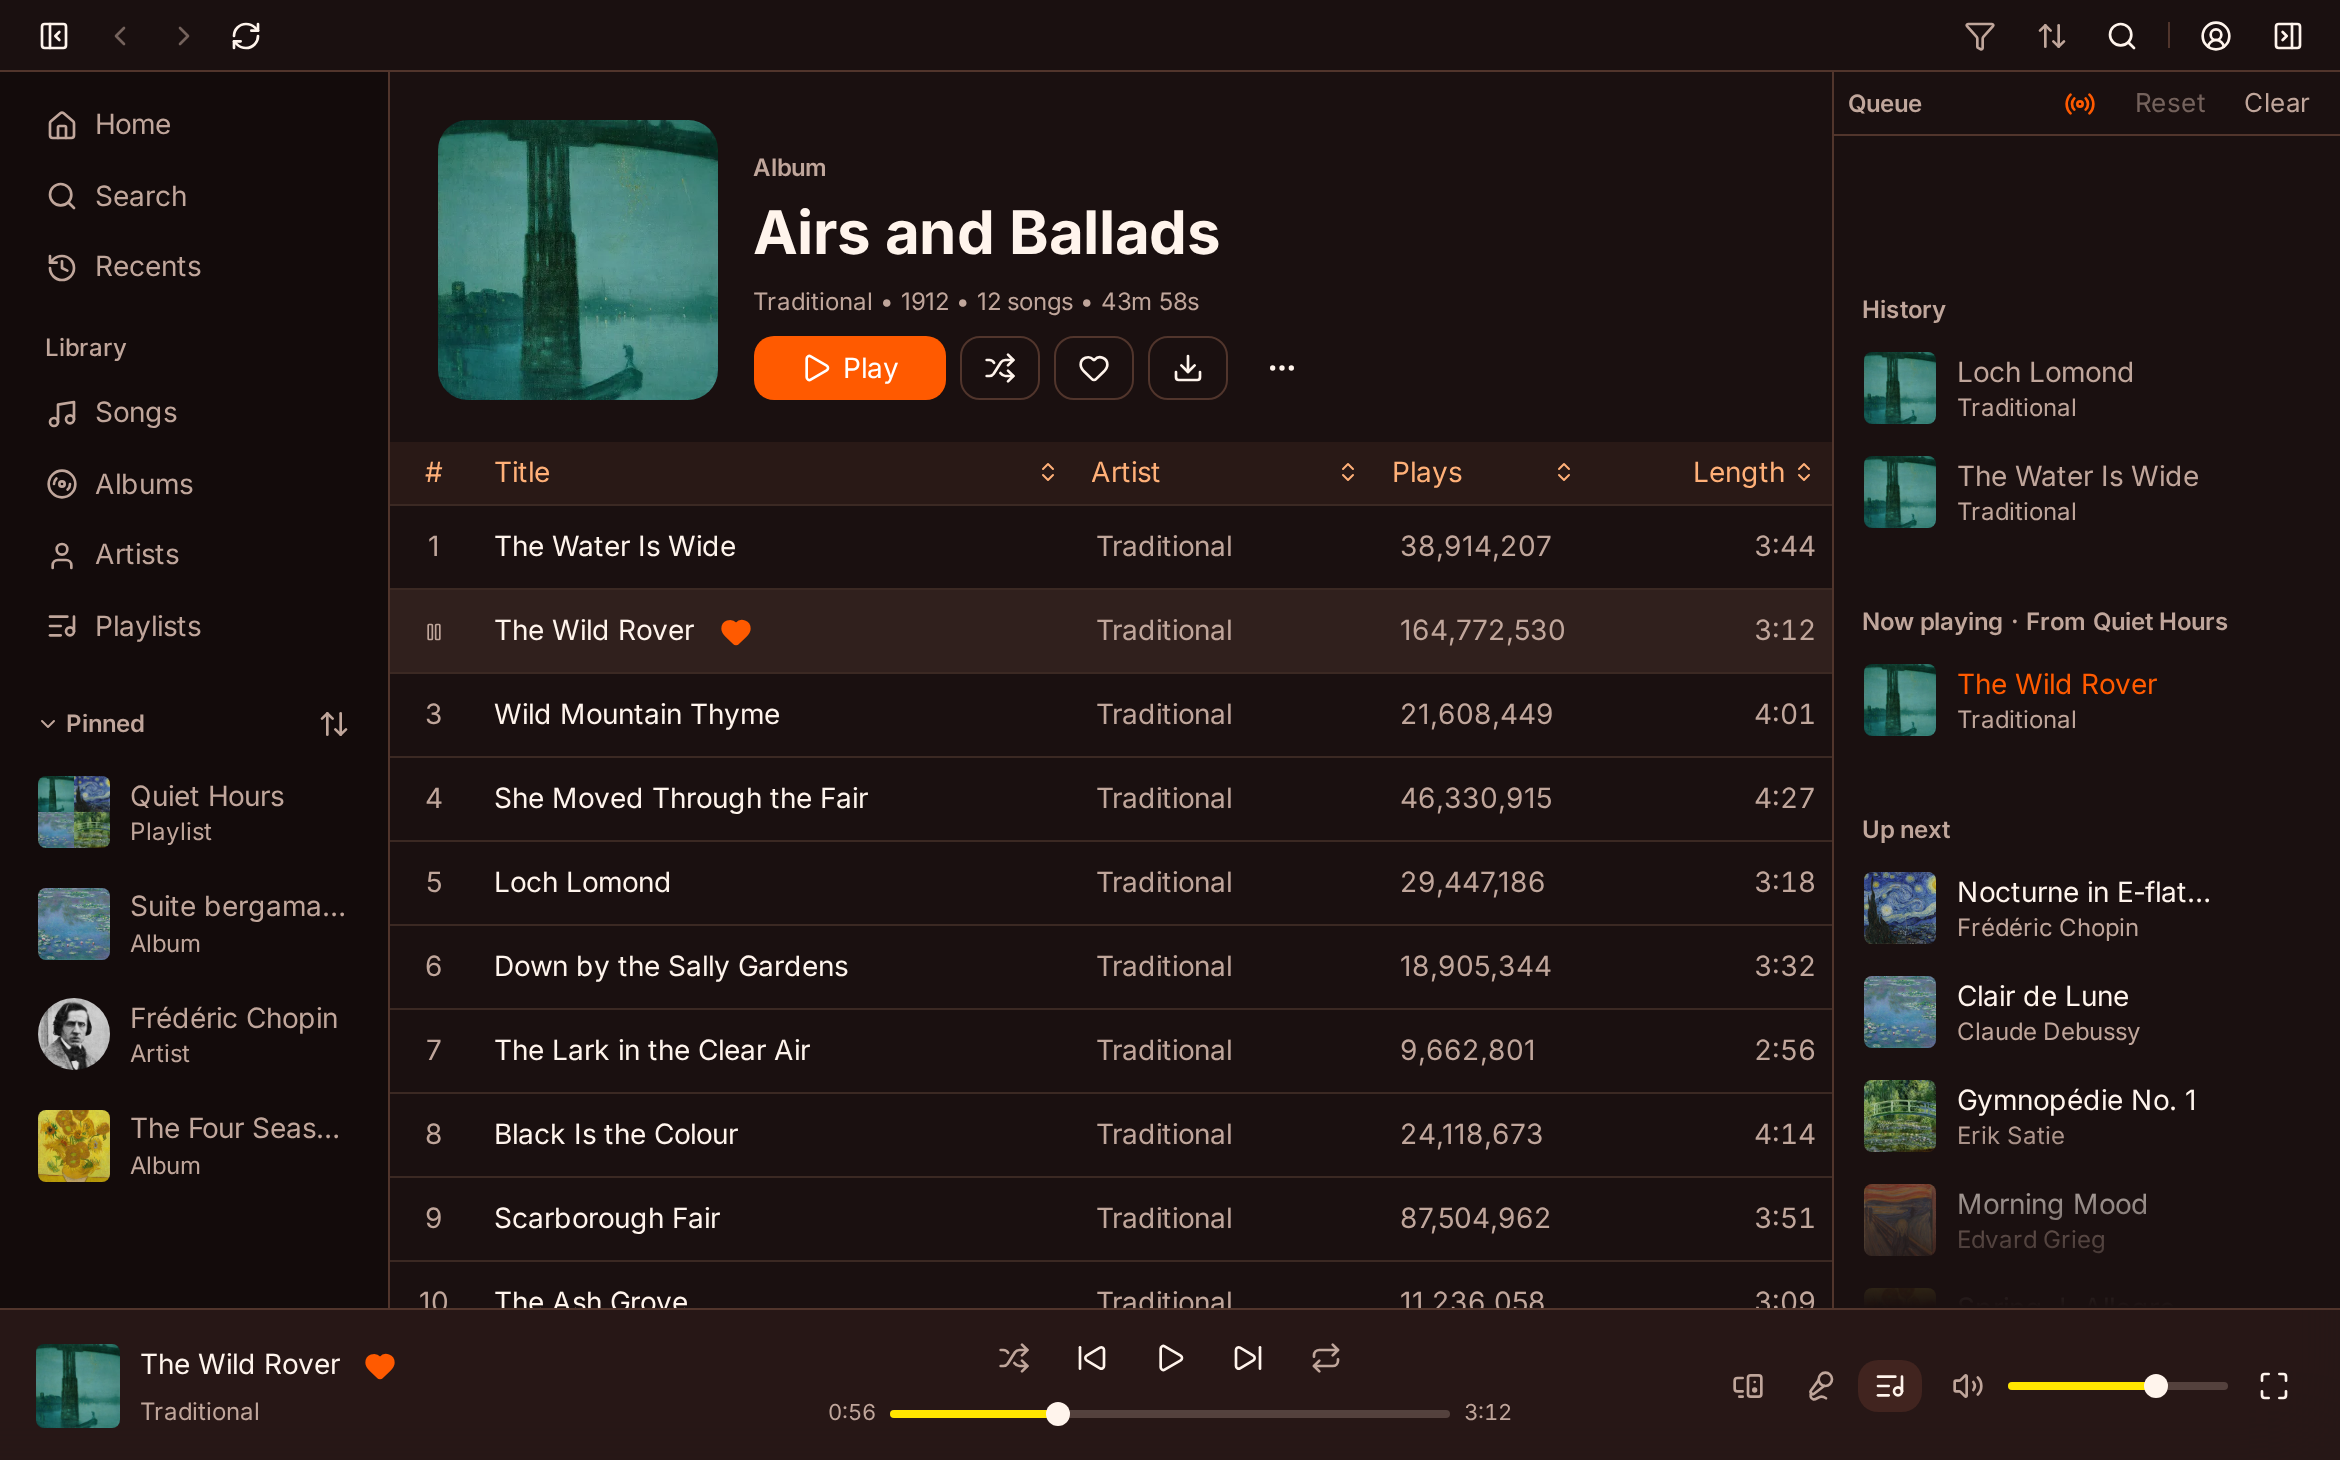 Home
Search
Recents
Library
Songs
Albums
Artists
Playlists
Pinned
Quiet Hours
Playlist
Suite bergama...
Album
Frédéric Chopin
Artist
The Four Seas...
Album
Album
Airs and Ballads
Traditional • 1912 • 12 songs • 43m 58s
Play
# Title Artist Plays Length
1 The Water Is Wide Traditional 38,914,207 3:44
The Wild Rover Traditional 164,772,530 3:12
3 Wild Mountain Thyme Traditional 21,608,449 4:01
4 She Moved Through the Fair Traditional 46,330,915 4:27
5 Loch Lomond Traditional 29,447,186 3:18
6 Down by the Sally Gardens Traditional 18,905,344 3:32
7 The Lark in the Clear Air Traditional 9,662,801 2:56
8 Black Is the Colour Traditional 24,118,673 4:14
9 Scarborough Fair Traditional 87,504,962 3:51
10 The Ash Grove Traditional 11,236,058 3:09
Queue Reset Clear
History
Loch Lomond
Traditional
The Water Is Wide
Traditional
Now playing · From Quiet Hours
The Wild Rover
Traditional
Up next
Nocturne in E-flat...
Frédéric Chopin
Clair de Lune
Claude Debussy
Gymnopédie No. 1
Erik Satie
Morning Mood
Edvard Grieg
The Wild Rover
Traditional
0:56 3:12